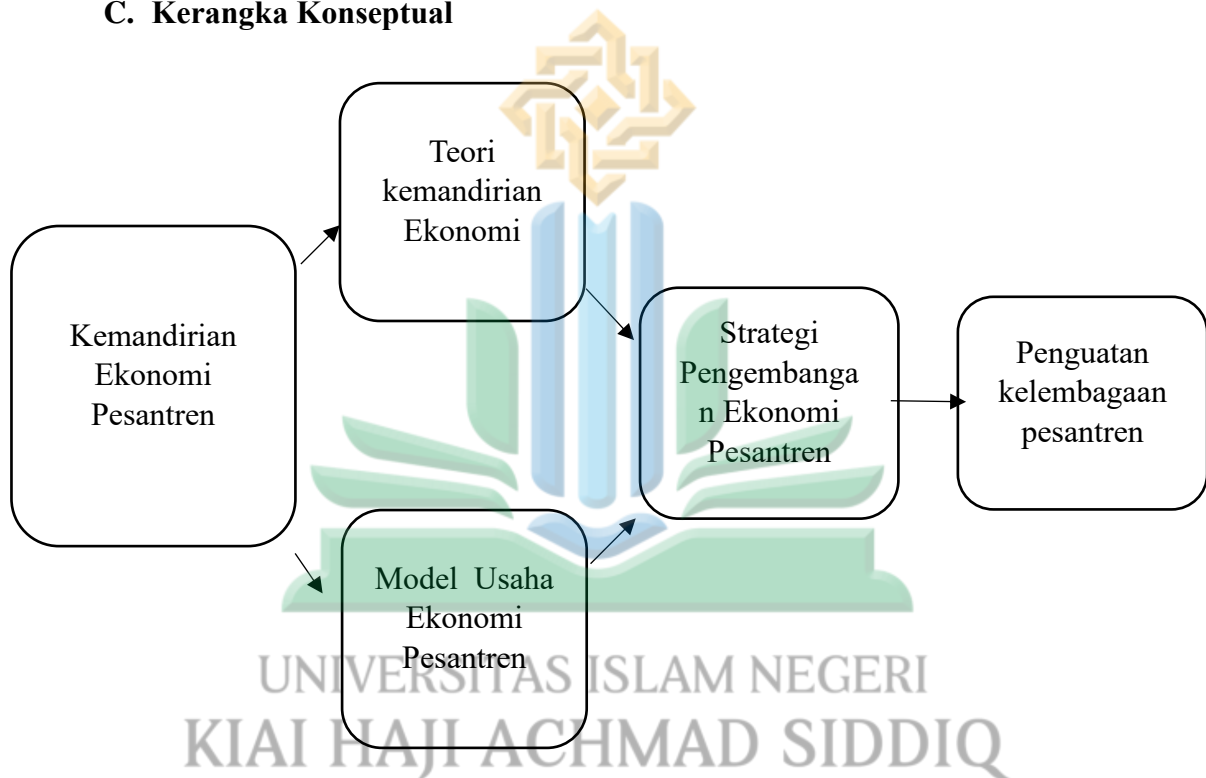 C. Kerangka Konseptual
Teori
kemandirian
Ekonomi
Kemandirian
Ekonomi
Pesantren
Strategi
Pengembanga
n Ekonomi
Pesantren
Penguatan
kelembagaan
pesantren
Model Usaha
Ekonomi
Pesantren
UNIVERSITAS ISLAM NEGERI
KIAI HAJI ACHMAD SIDDIQ